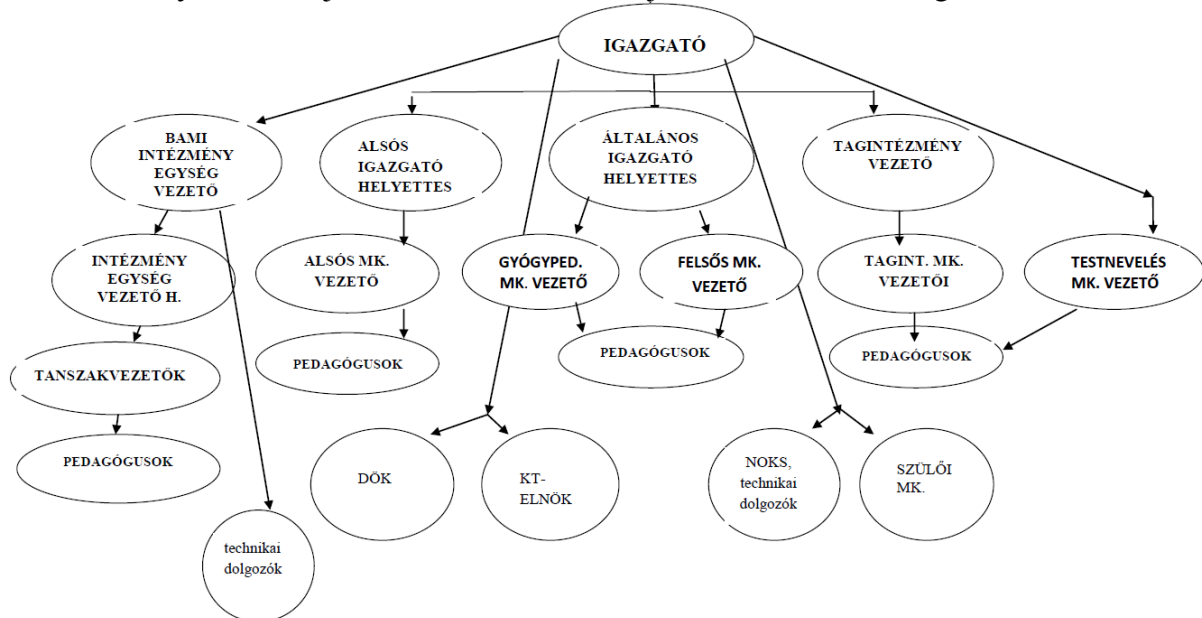 IGAZGATÓ
BAMI
INTÉZMÉNY
EGYSÉG
VEZETŐ
ALSÓS
IGAZGATÓ
HELYETTES
ÁLTALÁNOS
IGAZGATÓ
HELYETTES
TAGINTÉZMÉNY
VEZETŐ
INTÉZMÉNY
EGYSÉG
VEZETŐ H.
ALSÓS MK.
VEZETŐ
GYÓGYPED.
MK. VEZETŐ
FELSŐS MK.
VEZETŐ
TAGINT. MK.
VEZETŐI
TESTNEVELÉS
MK. VEZETŐ
TANSZAKVEZETŐK
PEDAGÓGUSOK
PEDAGÓGUSOK
PEDAGÓGUSOK
PEDAGÓGUSOK
DÖK
KT-
ELNÖK
NOKS,
technikai
dolgozók
SZÜLŐI
MK.
technikai
dolgozók